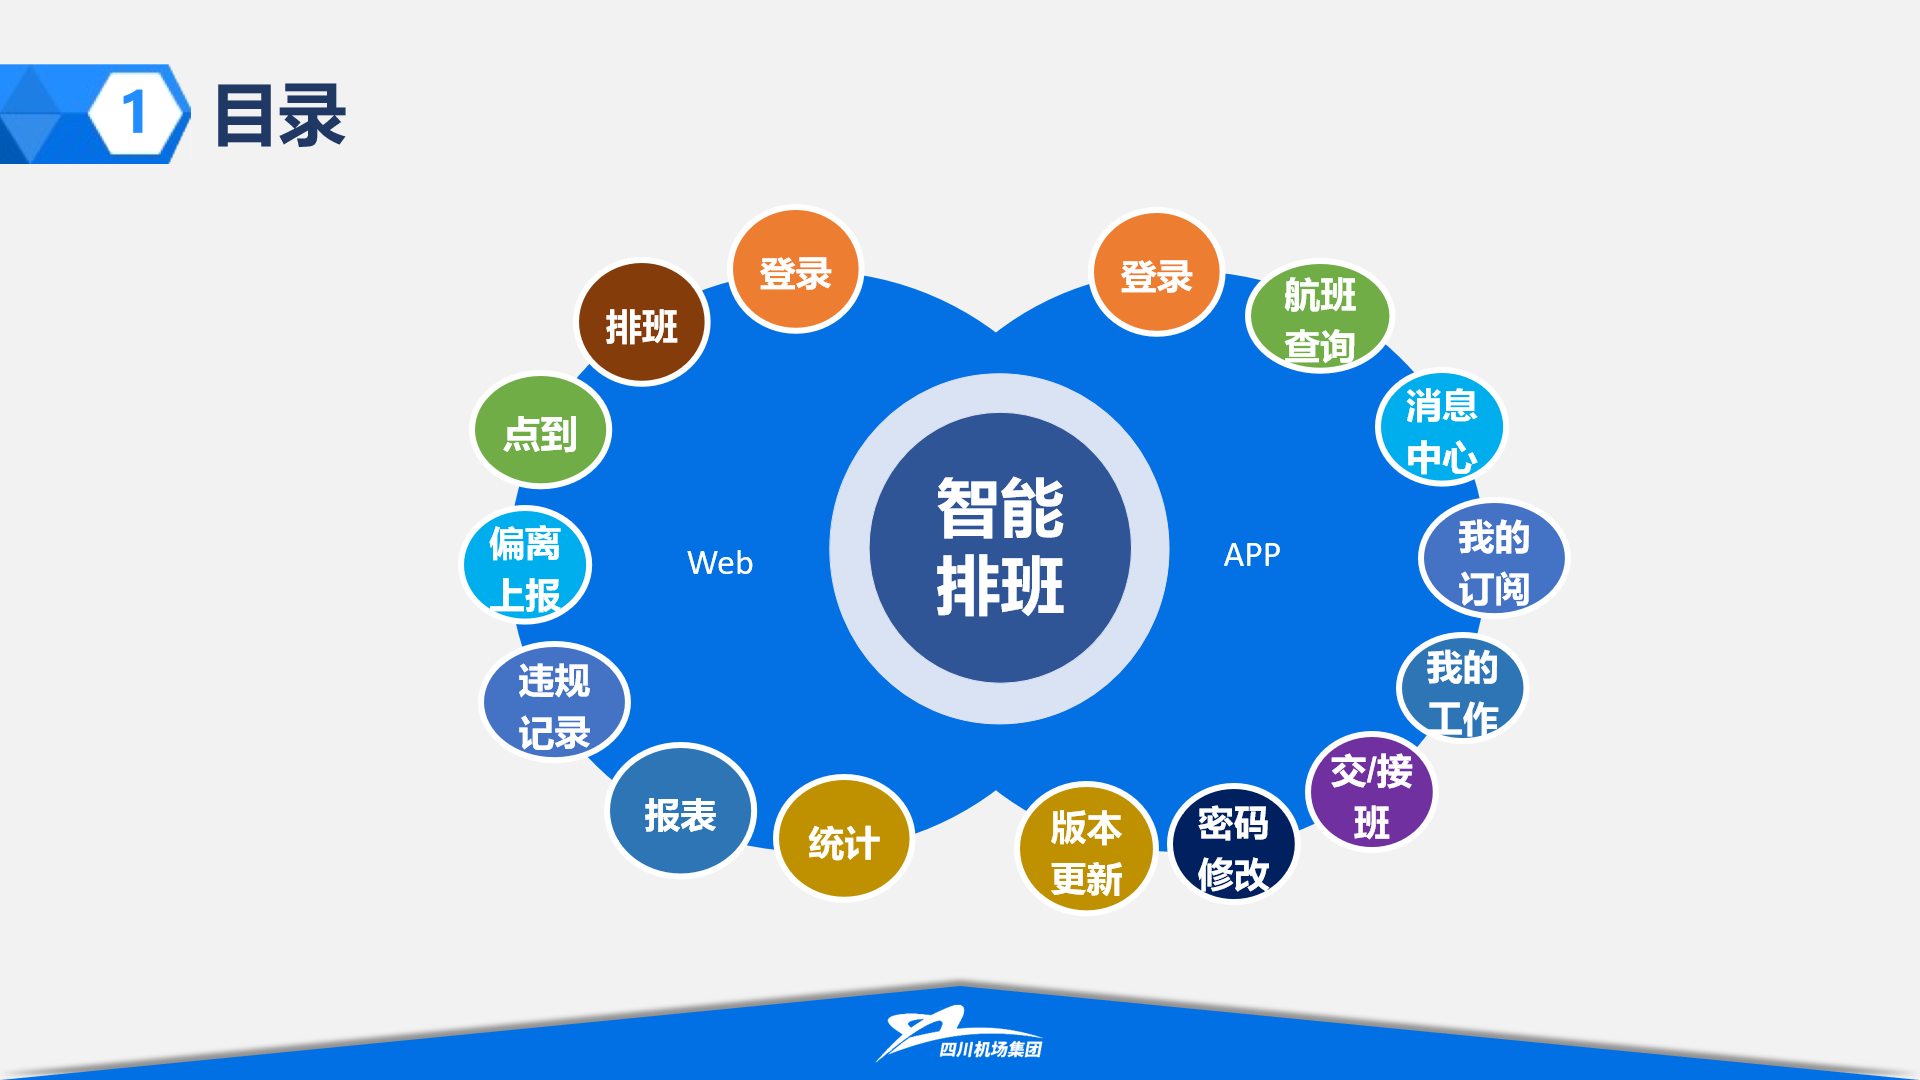 1
目录
登录
排班
点到
偏离
上报
违规
记录
报表
统计
Web
智能
排班
APP
登录
航班
查询
消息
中心
我的
订阅
我的
工作
交/接
班
密码
修改
版本
更新
四川机场集团